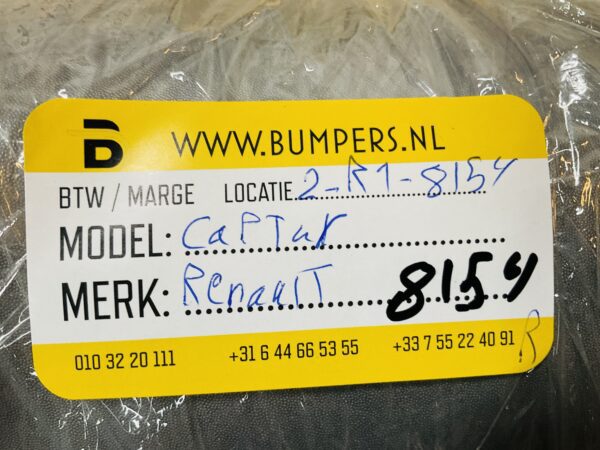 B WWW.BUMPERS.NL
BTW / MARGE LOCATIE 2-R1-8154
MODEL: CaPTur
MERK: RenaulT 8154
010 32 20 111 +31 6 44 66 53 55 +33 7 55 22 40 91 R